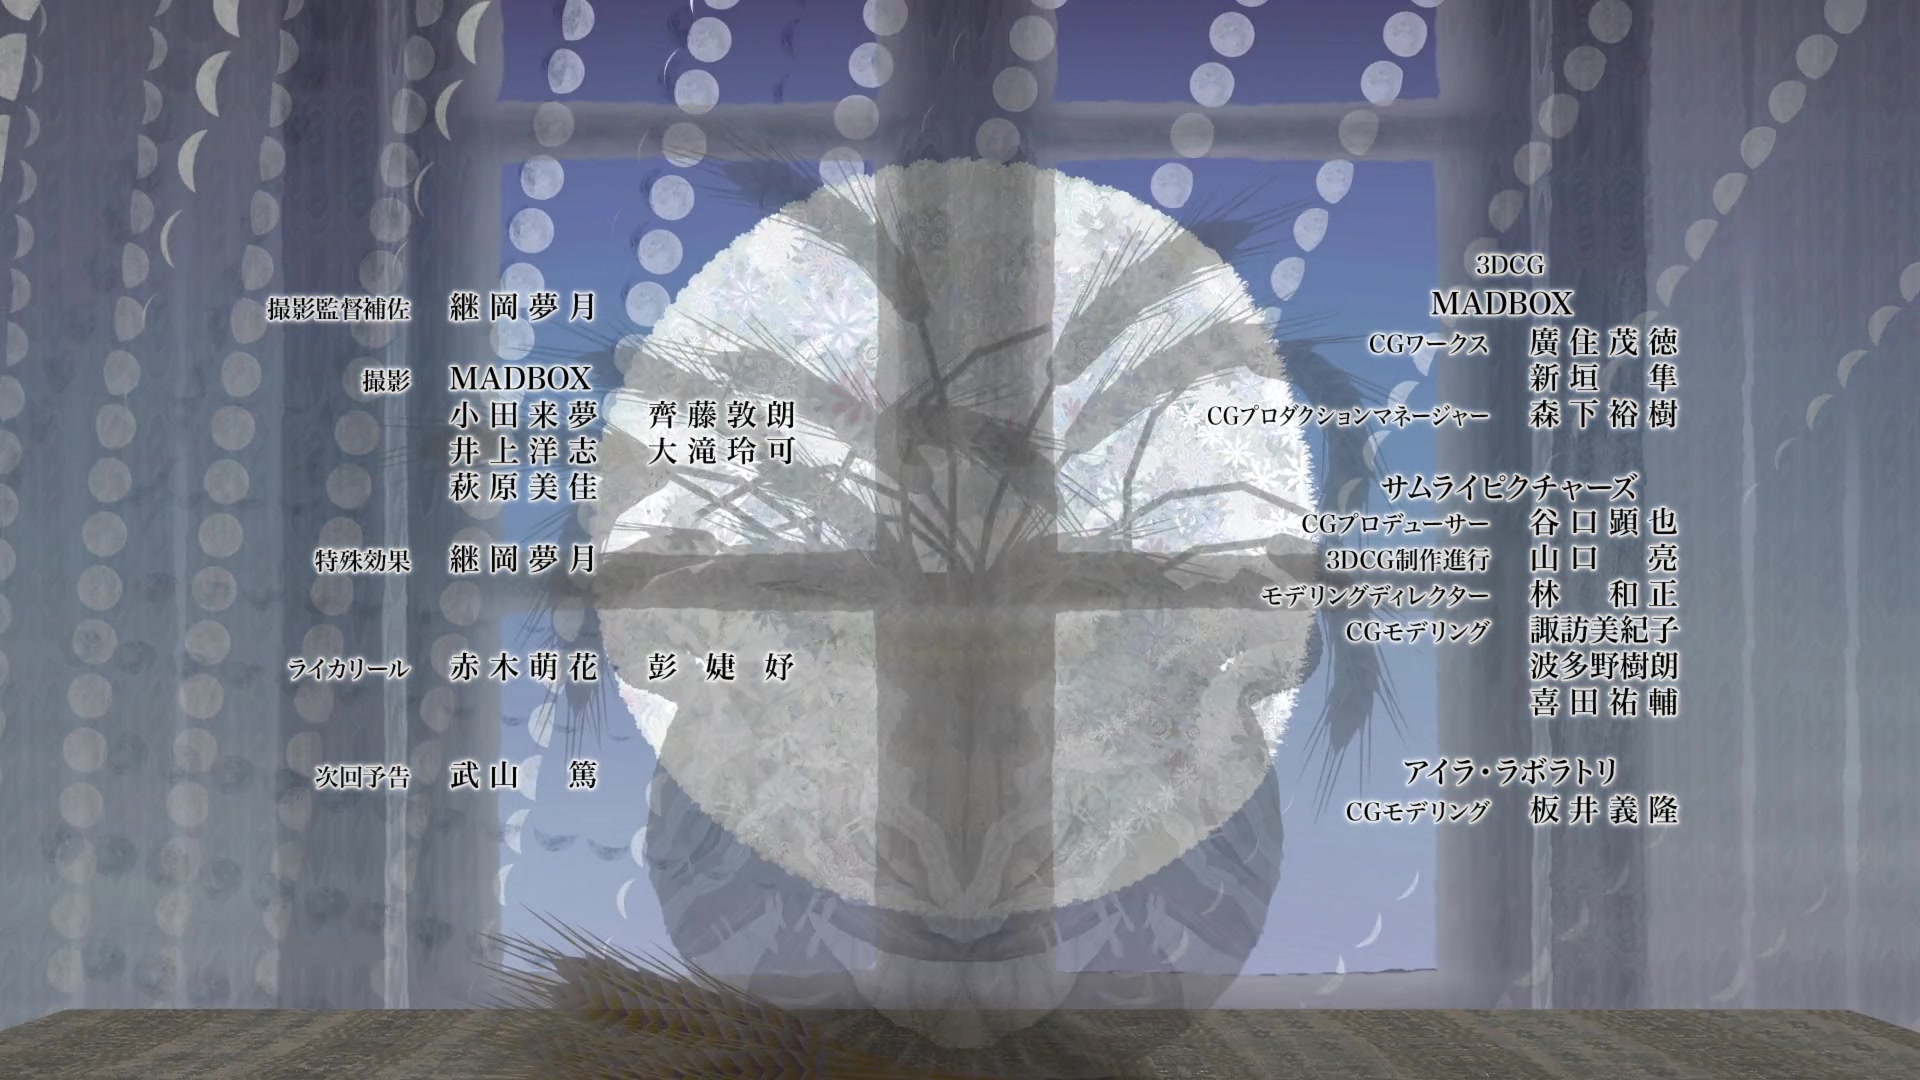 撮影監督補佐 継岡夢月
撮影 MADBOX
小田来夢 齊藤敦朗
井上洋志 大滝玲可
萩原美佳
特殊効果 継岡夢月
ライカリール 赤木萌花 彭婕妤
次回予告 武山篤
3DCG
MADBOX
CGワークス 廣住茂徳
新垣隼
CGプロダクションマネージャー 森下裕樹
サムライピクチャーズ
CGプロデューサー 谷口顕也
3DCG制作進行 山口亮
モデリングディレクター 林和正
CGモデリング 諏訪美紀子
波多野樹朗
喜田祐輔
アイラ・ラボラトリ
CGモデリング 板井義隆